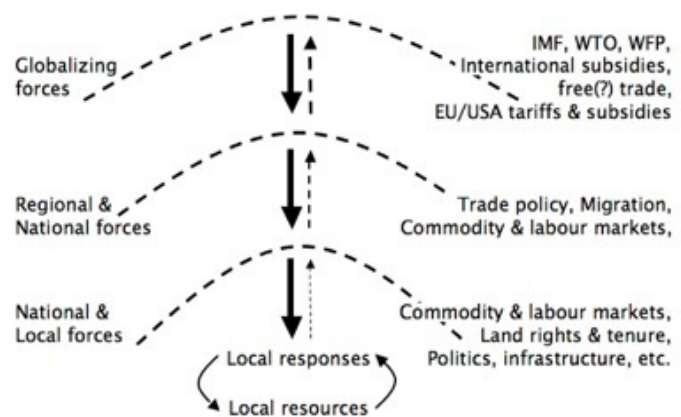 Globalizing
forces
IMF, WTO, WFP,
International subsidies,
free(?) trade,
EU/USA tariffs & subsidies
Regional &
National forces
Trade policy, Migration,
Commodity & labour markets,
National &
Local forces
Commodity & labour markets,
Land rights & tenure,
Politics, infrastructure, etc.
Local responses
Local resources